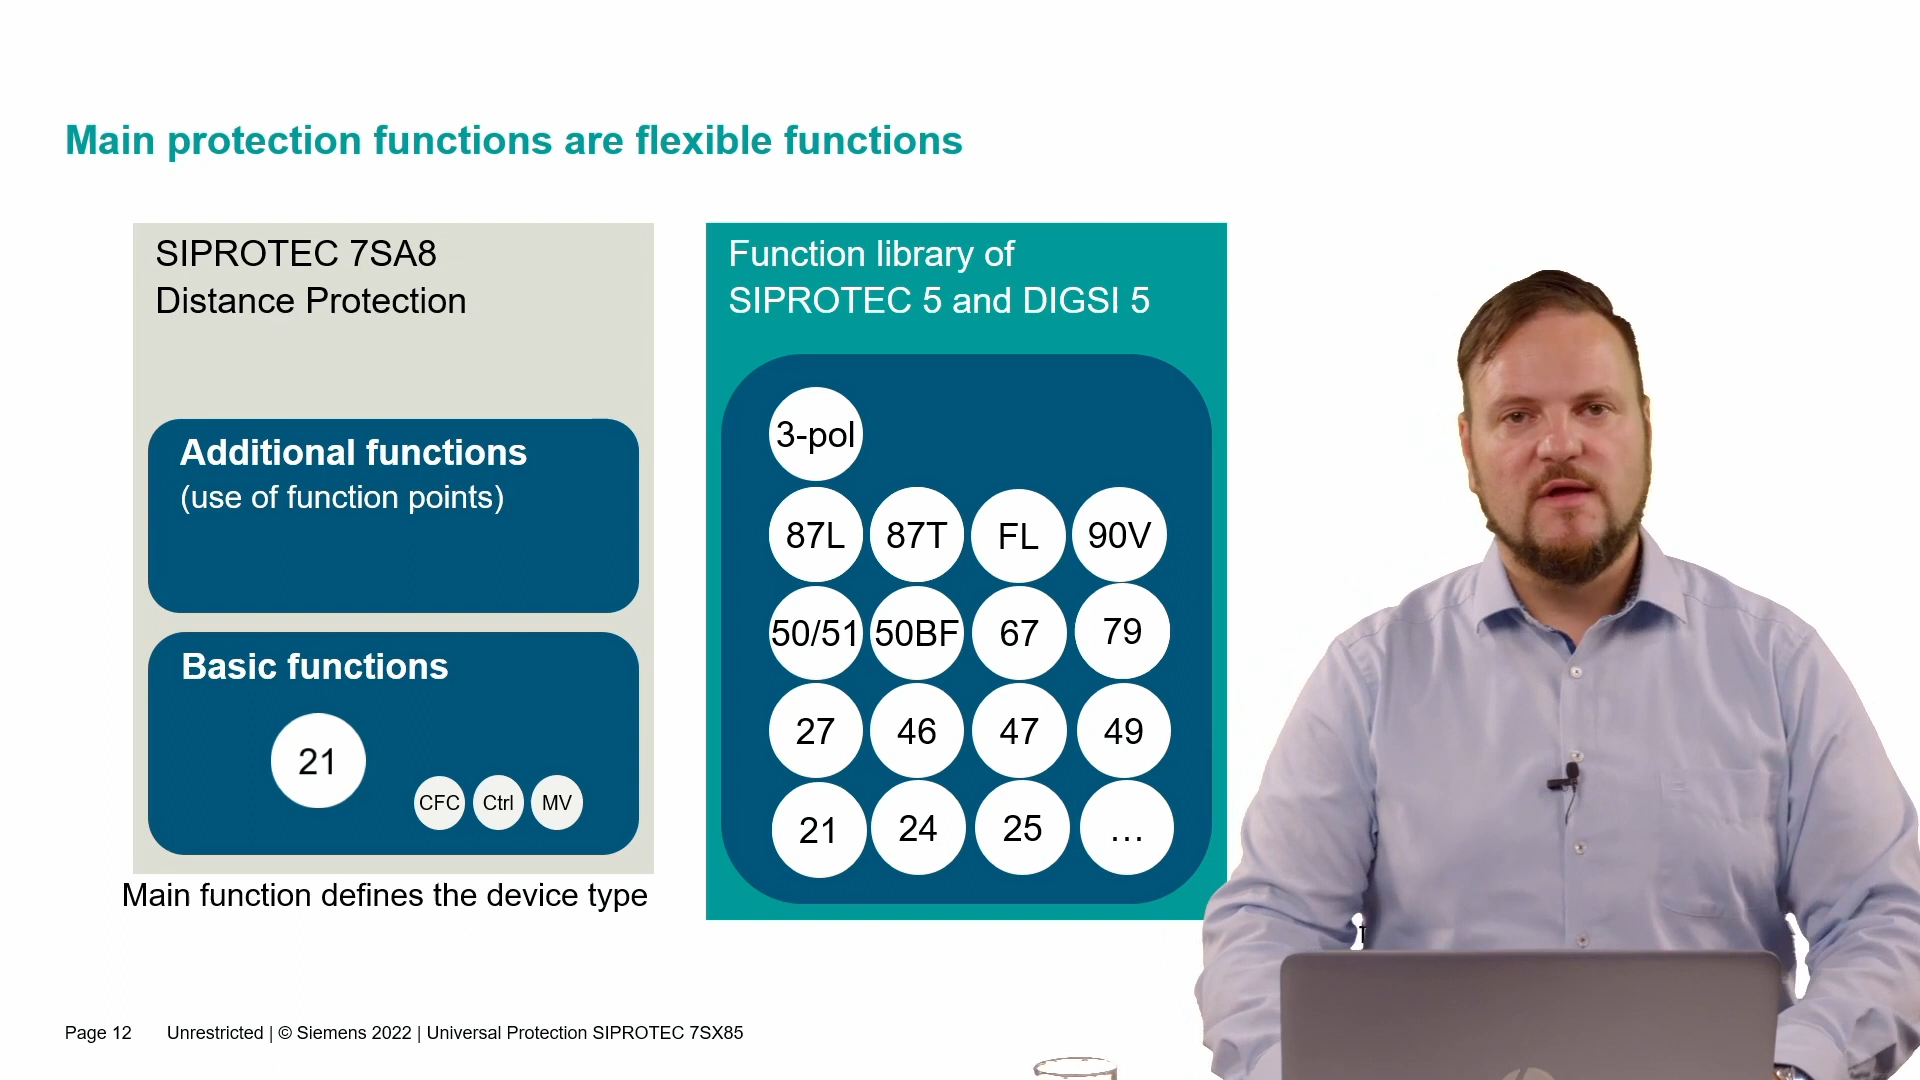 Main protection functions are flexible functions
SIPROTEC 7SA8
Distance Protection
Additional functions
(use of function points)
Basic functions
21
CFC Ctrl MV
Main function defines the device type
Function library of
SIPROTEC 5 and DIGSI 5
3-pol
87L 87T FL 90V
50/51 50BF 67 79
27 46 47 49
21 24 25 ...
Page 12 Unrestricted | © Siemens 2022 | Universal Protection SIPROTEC 7SX85